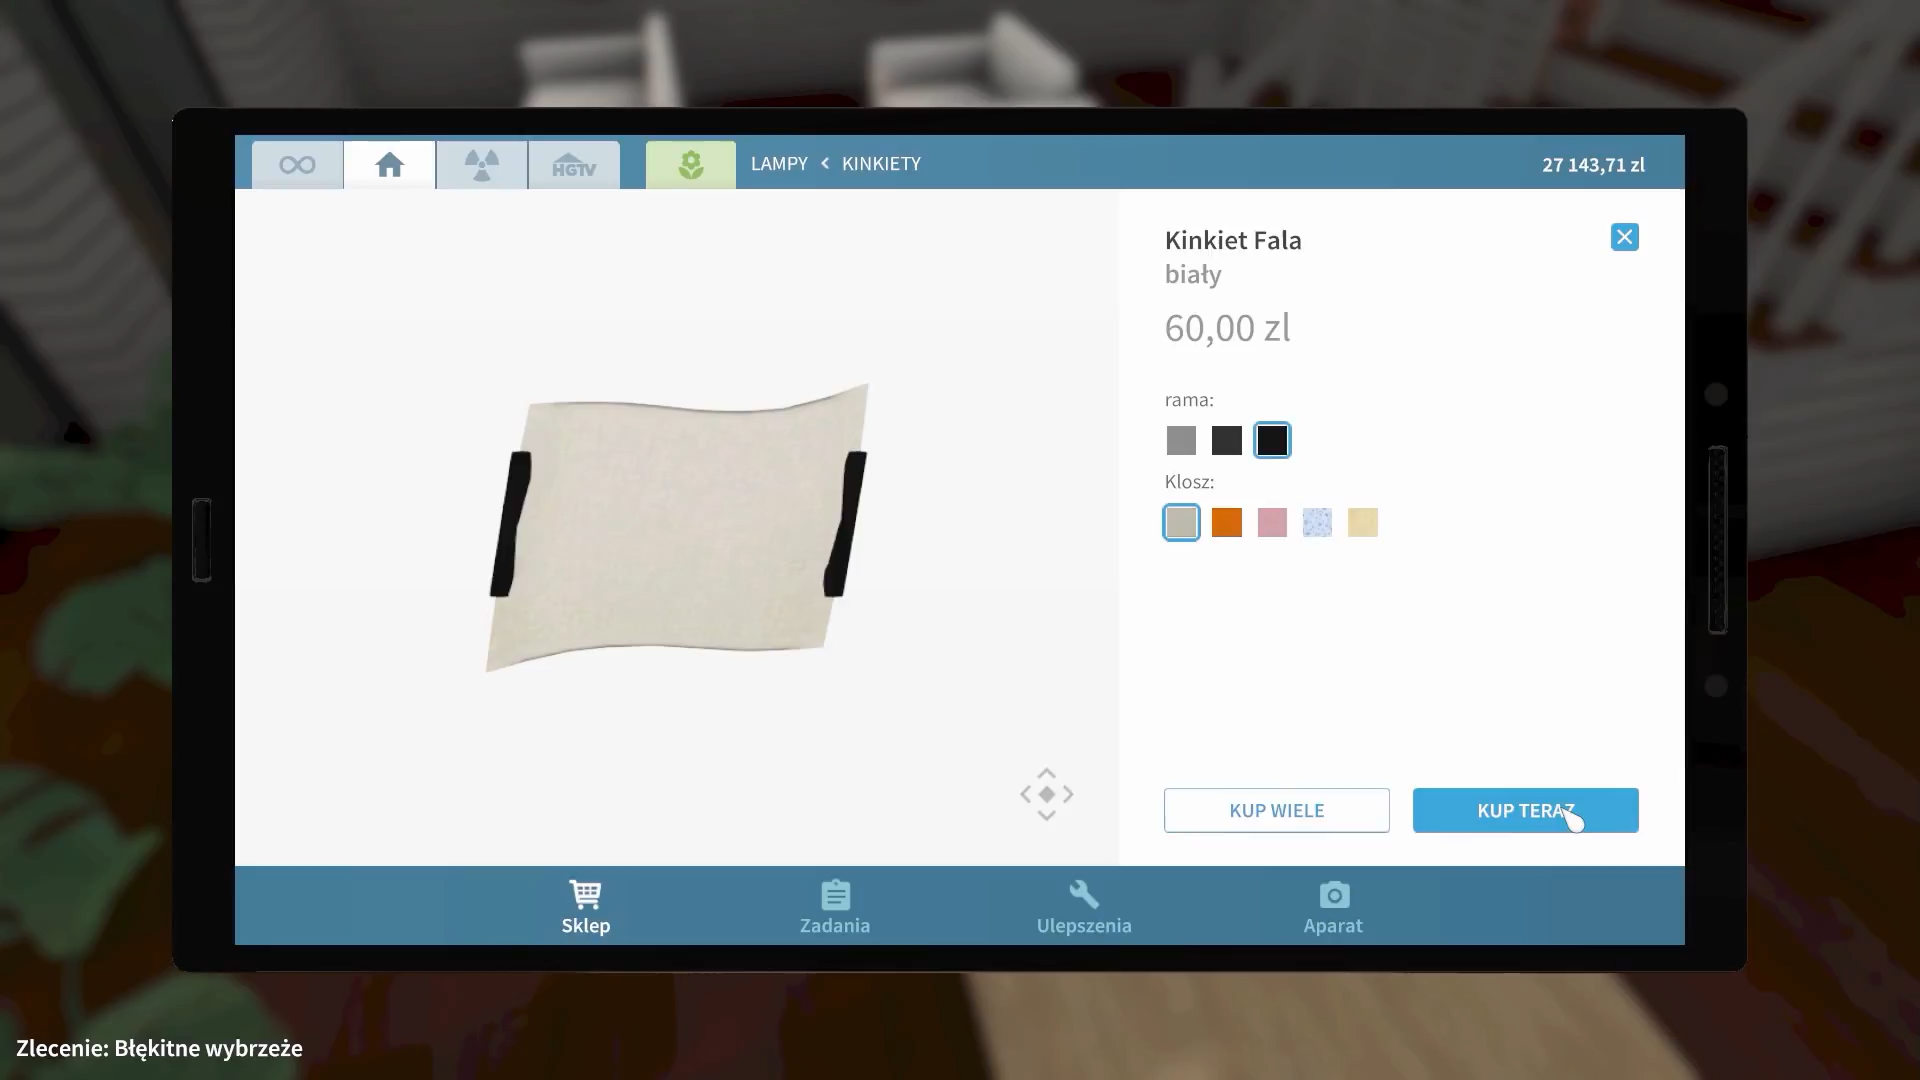 HGTV
LAMPY < KINKIETY
27 143,71 zl
Kinkiet Fala
biały
60,00 zl
rama:
Klosz:
KUP WIELE
KUP TERAZ
Sklep
Zadania
Ulepszenia
Aparat
Zlecenie: Błękitne wybrzeże